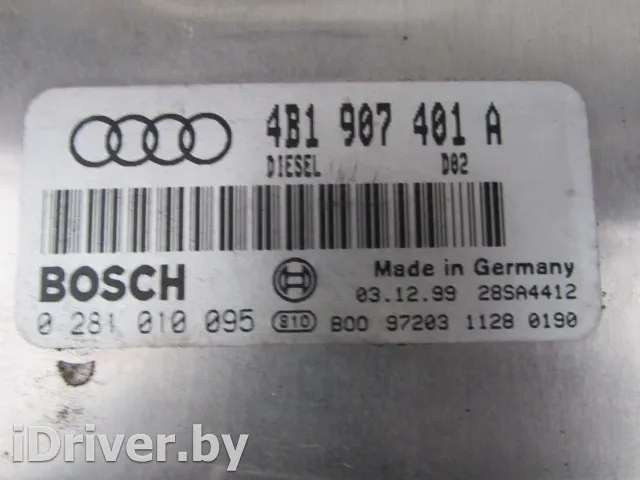 4B1 907 401 A
DIESEL D02
BOSCH Made in Germany
03.12.99 28SA4412
0 281 010 095 810 B00 97203 1128 0190
iDriver.by